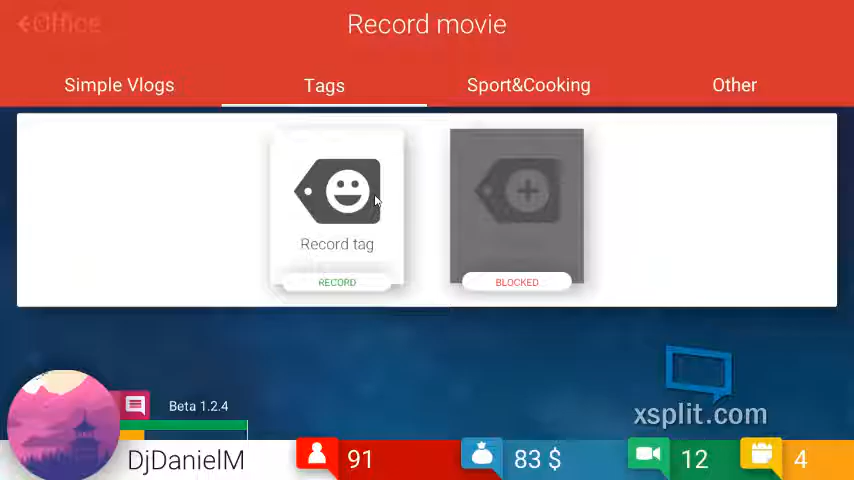 Office
Record movie
Simple Vlogs
Tags
Sport&Cooking
Other
Record tag
RECORD
BLOCKED
Beta 1.2.4
xsplit.com
DjDanielM
91
83 $
12
4